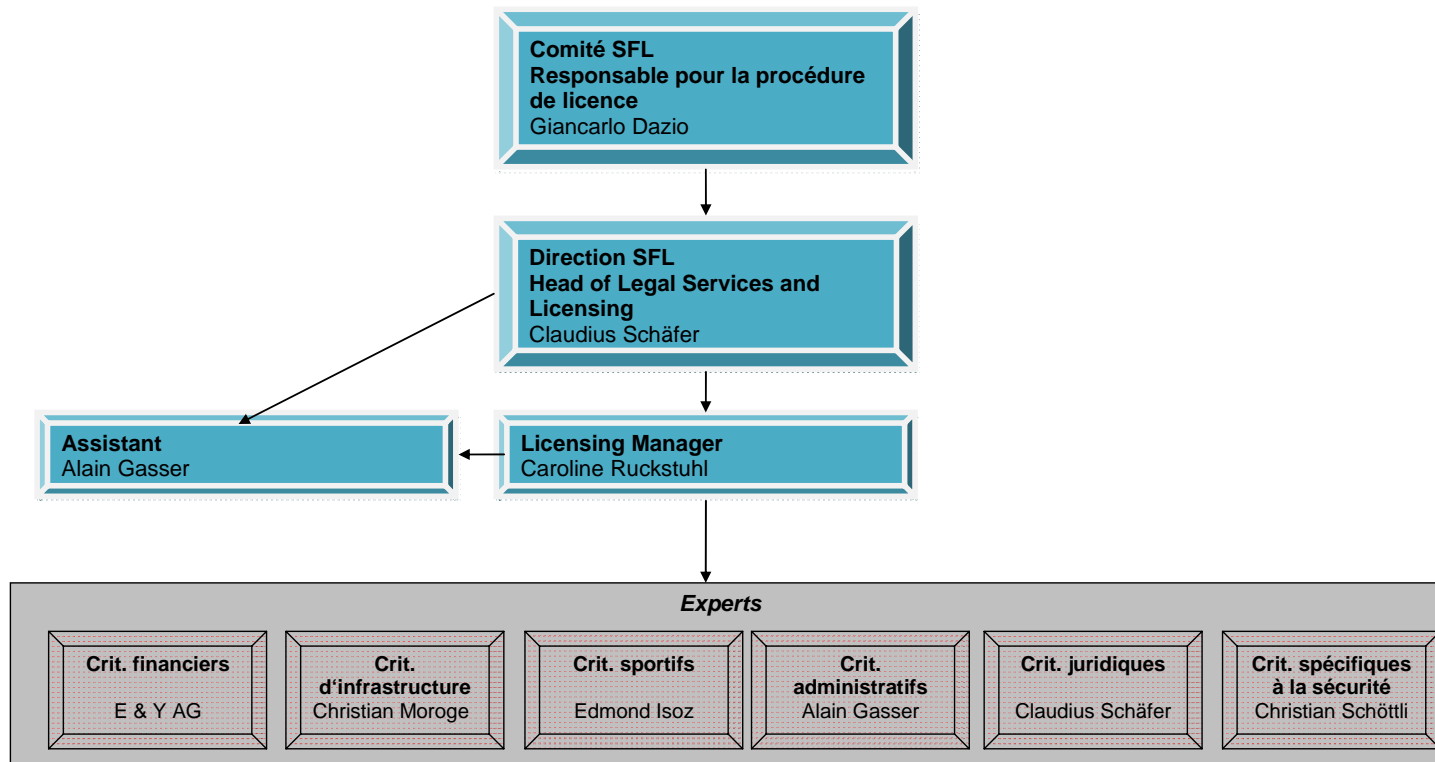 Comité SFL
Responsable pour la procédure
de licence
Giancarlo Dazio
Direction SFL
Head of Legal Services and
Licensing
Claudius Schäfer
Assistant
Alain Gasser
Licensing Manager
Caroline Ruckstuhl
Experts
Crit. financiers
E & Y AG
Crit.
d‘infrastructure
Christian Moroge
Crit. sportifs
Edmond Isoz
Crit.
administratifs
Alain Gasser
Crit. juridiques
Claudius Schäfer
Crit. spécifiques
à la sécurité
Christian Schöttli